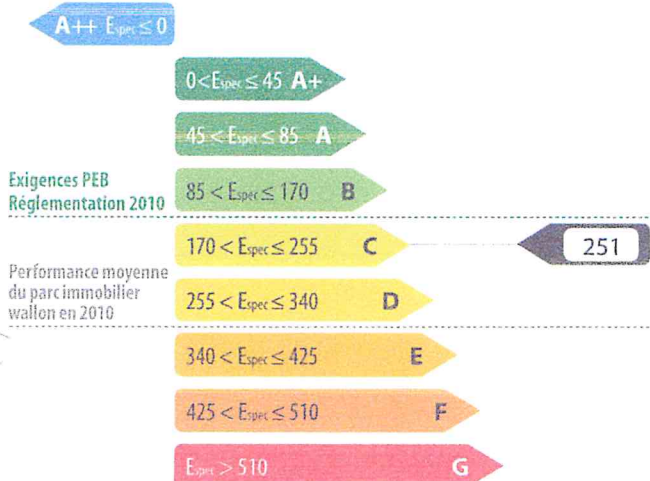 A++ Espec ≤ 0
0 < Espec ≤ 45 A+
45 < Espec ≤ 85 A
Exigences PEB
Réglementation 2010
85 < Espec ≤ 170 B
170 < Espec ≤ 255 C
251
Performance moyenne
du parc immobilier
wallon en 2010
255 < Espec ≤ 340 D
340 < Espec ≤ 425 E
425 < Espec ≤ 510 F
Espec > 510 G